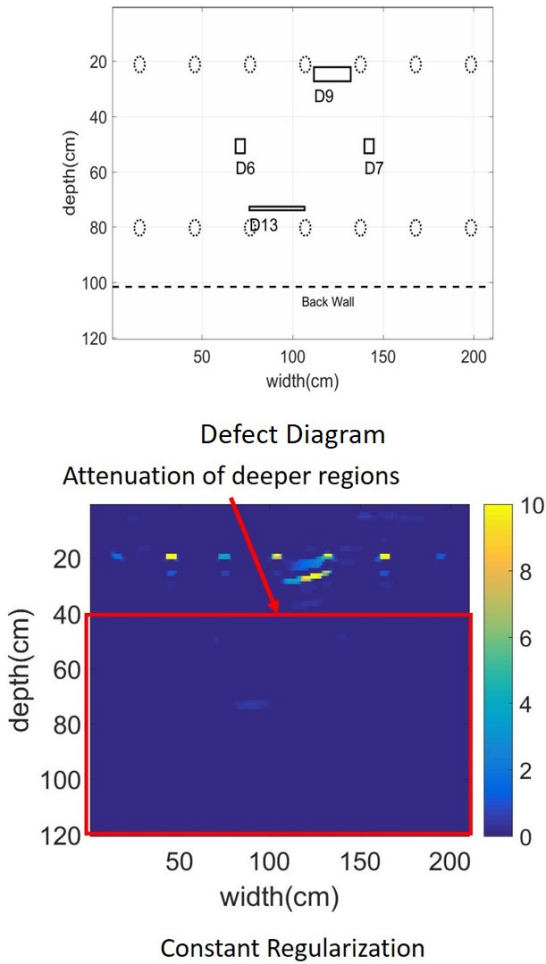 20
D9
40
D6
D7
depth(cm)
60
D13
80
100
Back Wall
120
50
100
150
200
width(cm)
Defect Diagram
Attenuation of deeper regions
10
20
8
40
depth(cm)
6
60
80
4
100
2
120
0
50
100
150
200
width(cm)
Constant Regularization